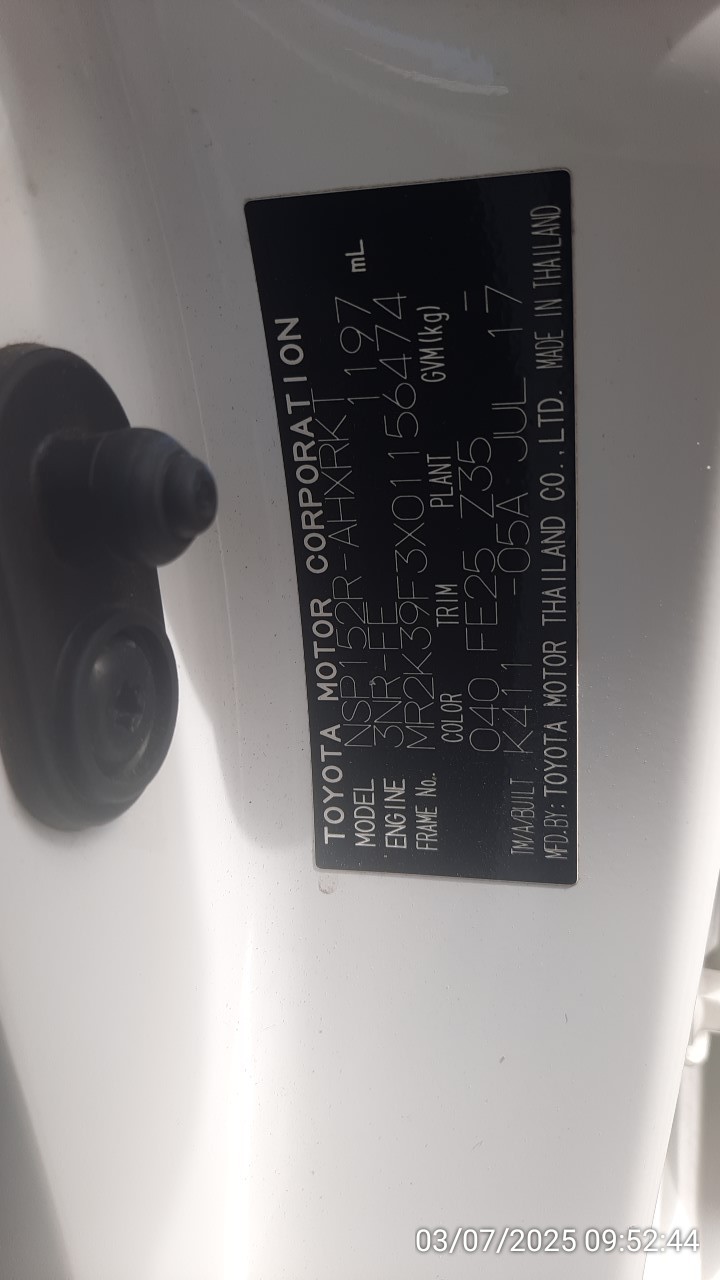 TOYOTA MOTOR CORPORATION
MODEL NSP152R-AHXRKT
ENGINE 3NR-FE 1197 mL
FRAME No. MR2K39F3X01156474
COLOR TRIM PLANT GVM(kg)
040 FE25 Z35 -
TM/A/BUILT K411 -05A JUL 17
MFD.BY:TOYOTA MOTOR THAILAND CO.,LTD. MADE IN THAILAND
03/07/2025 09:52:44